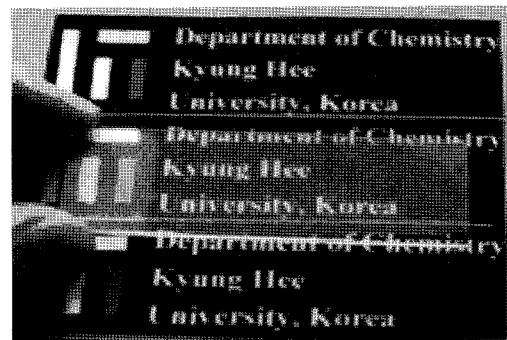 Department of Chemistry
Kyung Hee
University, Korea
Department of Chemistry
Kyung Hee
University, Korea
Department of Chemistry
Kyung Hee
University, Korea